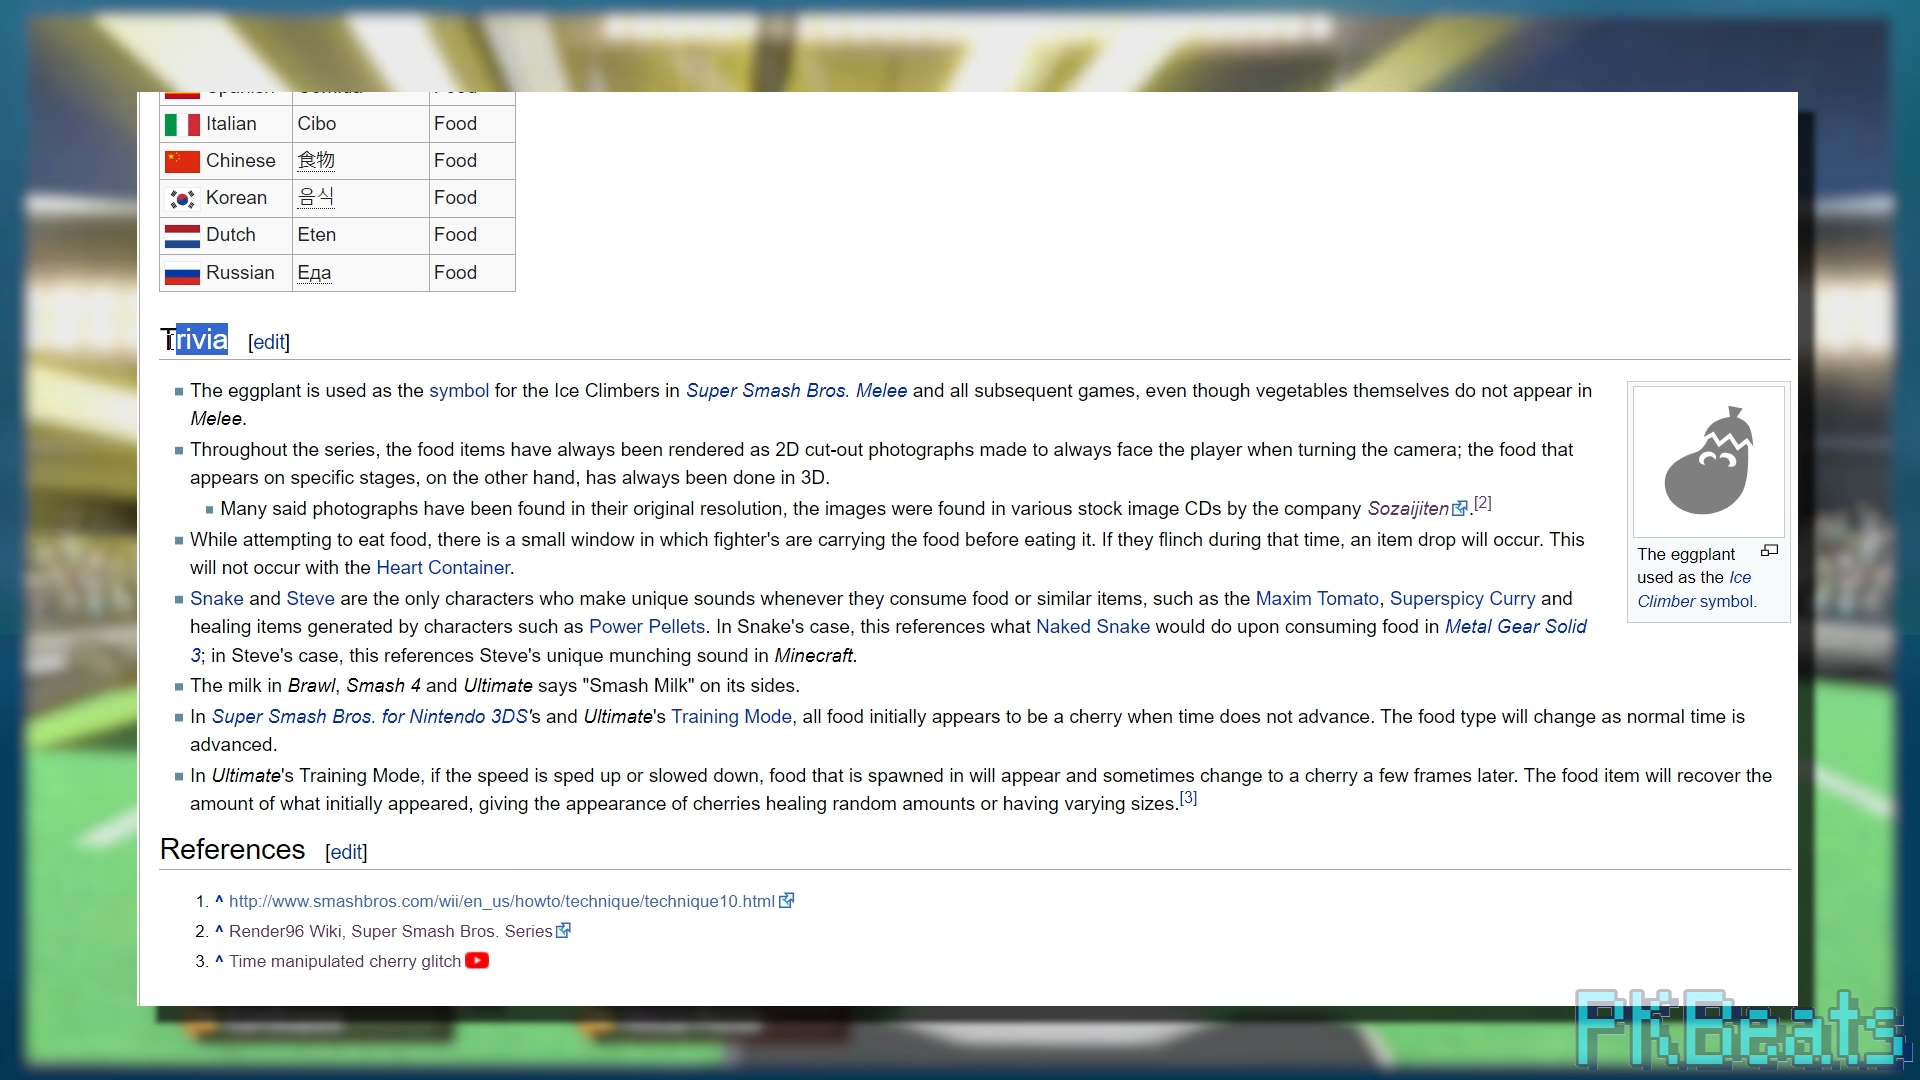 Italian Cibo Food
Chinese 食物 Food
Korean 음식 Food
Dutch Eten Food
Russian Еда Food
Trivia [edit]
The eggplant is used as the symbol for the Ice Climbers in Super Smash Bros. Melee and all subsequent games, even though vegetables themselves do not appear in
Melee.
Throughout the series, the food items have always been rendered as 2D cut-out photographs made to always face the player when turning the camera; the food that
appears on specific stages, on the other hand, has always been done in 3D.
Many said photographs have been found in their original resolution, the images were found in various stock image CDs by the company Sozaijiten.[2]
While attempting to eat food, there is a small window in which fighter's are carrying the food before eating it. If they flinch during that time, an item drop will occur. This
will not occur with the Heart Container.
Snake and Steve are the only characters who make unique sounds whenever they consume food or similar items, such as the Maxim Tomato, Superspicy Curry and
healing items generated by characters such as Power Pellets. In Snake's case, this references what Naked Snake would do upon consuming food in Metal Gear Solid
3; in Steve's case, this references Steve's unique munching sound in Minecraft.
The milk in Brawl, Smash 4 and Ultimate says "Smash Milk" on its sides.
In Super Smash Bros. for Nintendo 3DS's and Ultimate's Training Mode, all food initially appears to be a cherry when time does not advance. The food type will change as normal time is
advanced.
In Ultimate's Training Mode, if the speed is sped up or slowed down, food that is spawned in will appear and sometimes change to a cherry a few frames later. The food item will recover the
amount of what initially appeared, giving the appearance of cherries healing random amounts or having varying sizes.[3]
The eggplant
used as the Ice
Climber symbol.
References [edit]
1. ^ http://www.smashbros.com/wii/en_us/howto/technique/technique10.html
2. ^ Render96 Wiki, Super Smash Bros. Series
3. ^ Time manipulated cherry glitch
PKBeats